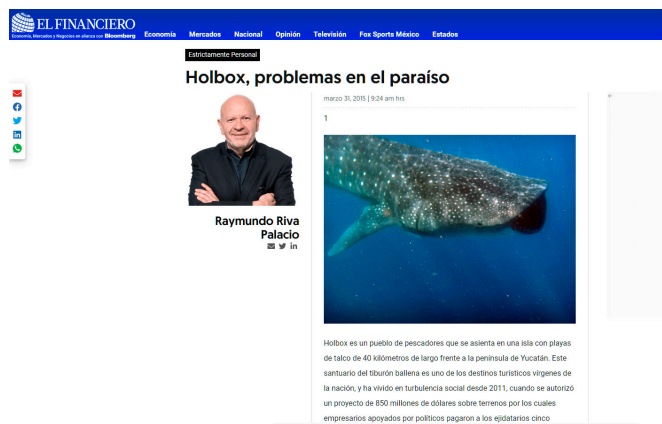 EL FINANCIERO
Economía, Mercados y Negocios en alianza con Bloomberg
Economía Mercados Nacional Opinión Televisión Fox Sports México Estados
Estrictamente Personal
Holbox, problemas en el paraíso
marzo 31, 2015 | 9:24 am hrs
1
Raymundo Riva
Palacio
Holbox es un pueblo de pescadores que se asienta en una isla con playas
de talco de 40 kilómetros de largo frente a la península de Yucatán. Este
santuario del tiburón ballena es uno de los destinos turísticos vírgenes de
la nación, y ha vivido en turbulencia social desde 2011, cuando se autorizó
un proyecto de 850 millones de dólares sobre terrenos por los cuales
empresarios apoyados por políticos pagaron a los ejidatarios cinco